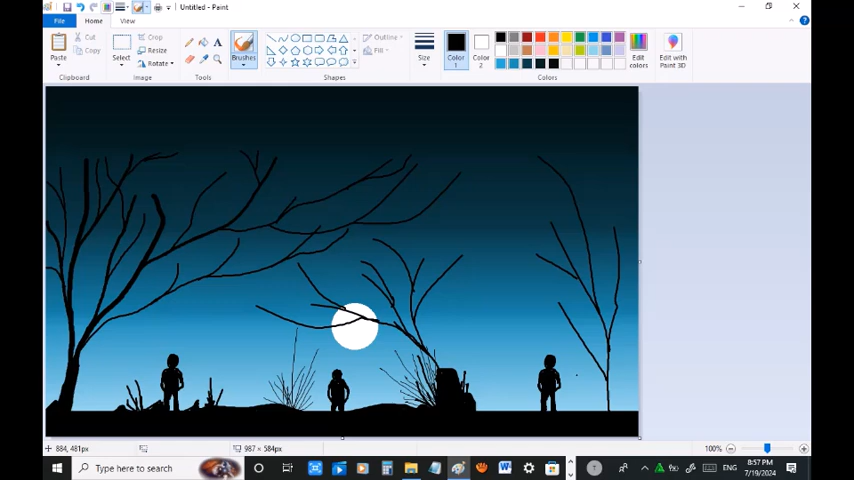 Untitled - Paint
File
Home
View
Paste
Cut
Copy
Clipboard
Select
Crop
Resize
Rotate
Image
Tools
Brushes
Outline
Fill
Shapes
Size
Color
1
Color
2
Edit
colors
Colors
Edit with
Paint 3D
884, 481px
987 × 584px
100%
Type here to search
ENG
8:57 PM
7/19/2024